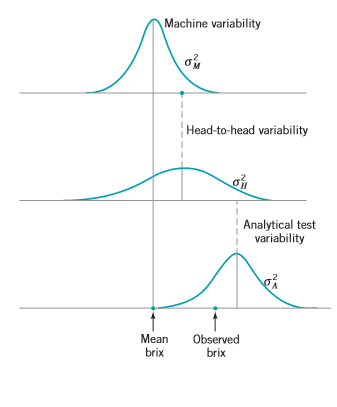 Machine variability
σ²M
Head-to-head variability
σ²H
Analytical test
variability
σ²A
Mean
brix
Observed
brix